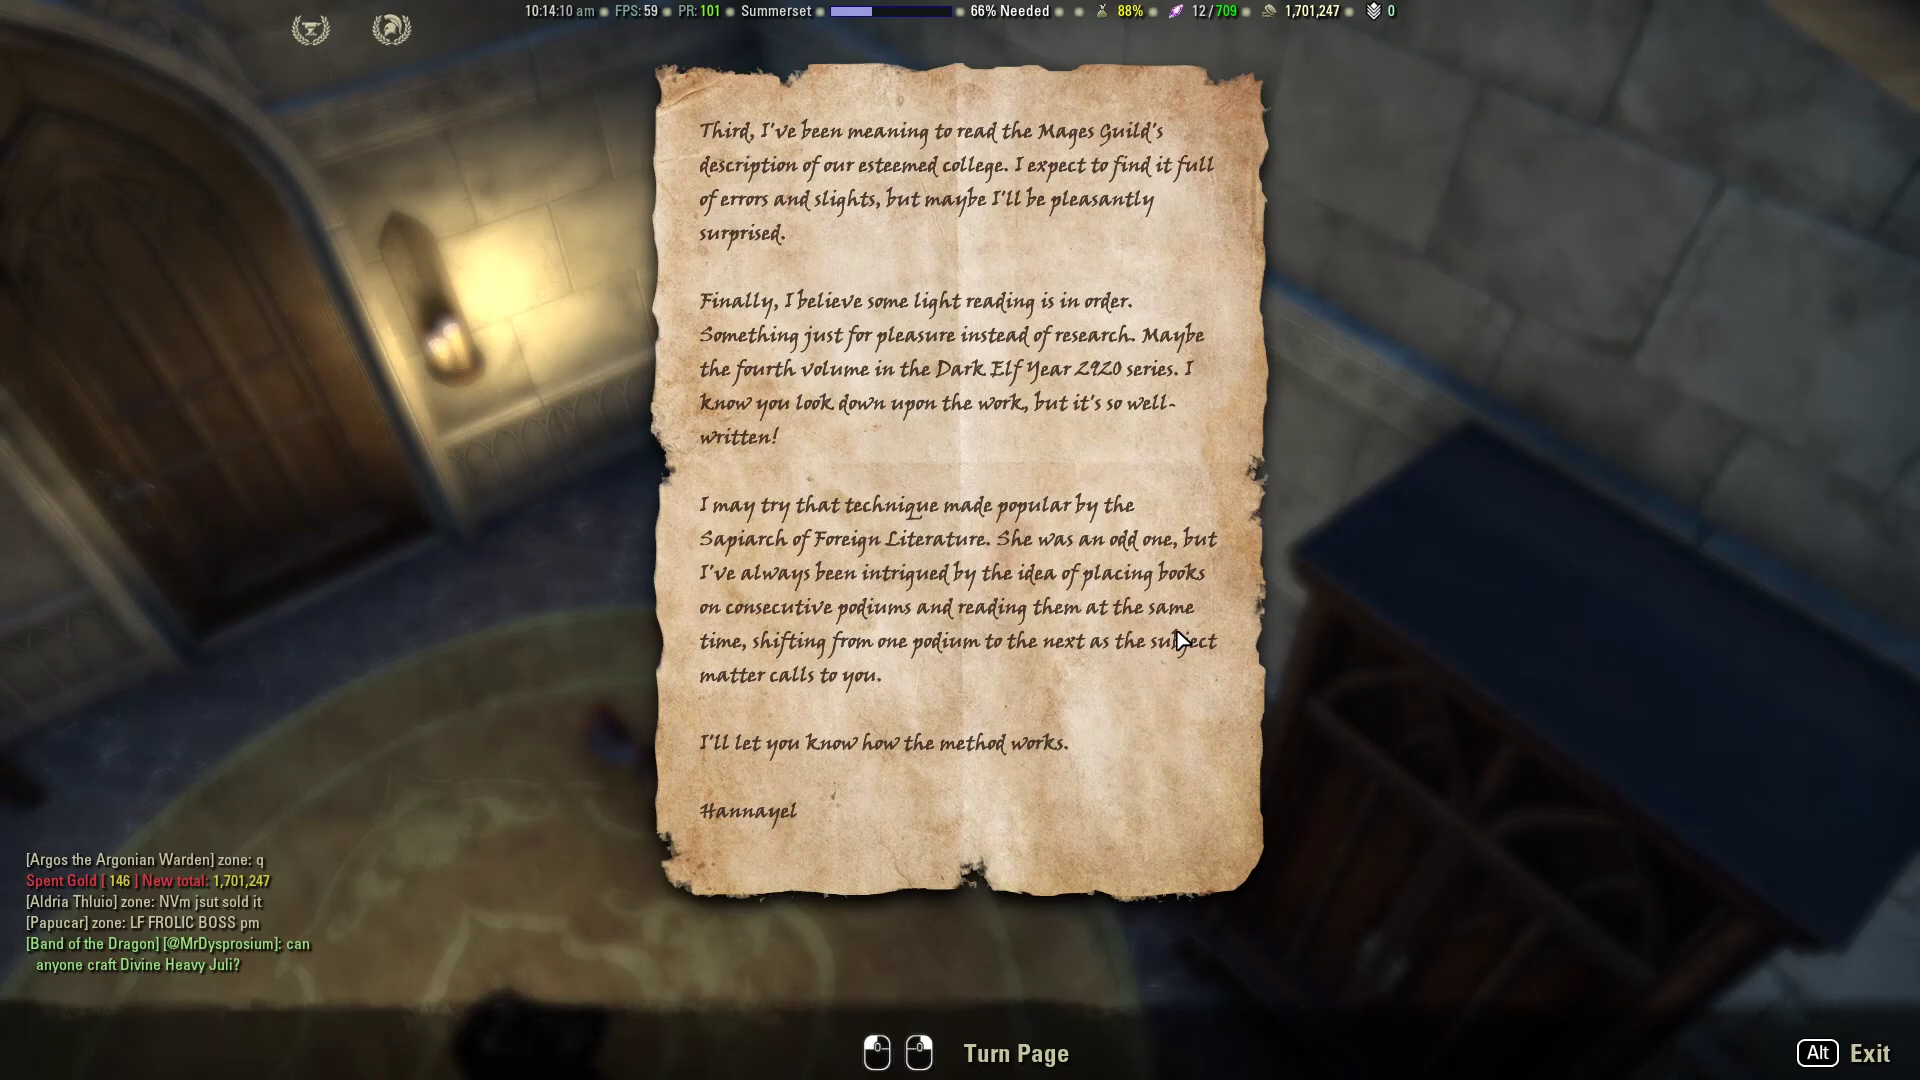 10:14:10 am FPS: 59 PR: 101 Summerset 66% Needed 88% 12/709 1,701,247 0
Third, I've been meaning to read the Mages Guild's
description of our esteemed college. I expect to find it full
of errors and slights, but maybe I'll be pleasantly
surprised.
Finally, I believe some light reading is in order.
Something just for pleasure instead of research. Maybe
the fourth volume in the Dark Elf Year 2920 series. I
know you look down upon the work, but it's so well-
written!
I may try that technique made popular by the
Sapiarch of Foreign Literature. She was an odd one, but
I've always been intrigued by the idea of placing books
on consecutive podiums and reading them at the same
time, shifting from one podium to the next as the subject
matter calls to you.
I'll let you know how the method works.
Hannayel
[Argos the Argonian Warden] zone: q
Spent Gold [ 146 ] New total: 1,701,247
[Aldria Thluio] zone: NVm jsut sold it
[Papucar] zone: LF FROLIC BOSS pm
[Band of the Dragon] [@MrDysprosium]: can
anyone craft Divine Heavy Juli?
Turn Page
Alt Exit